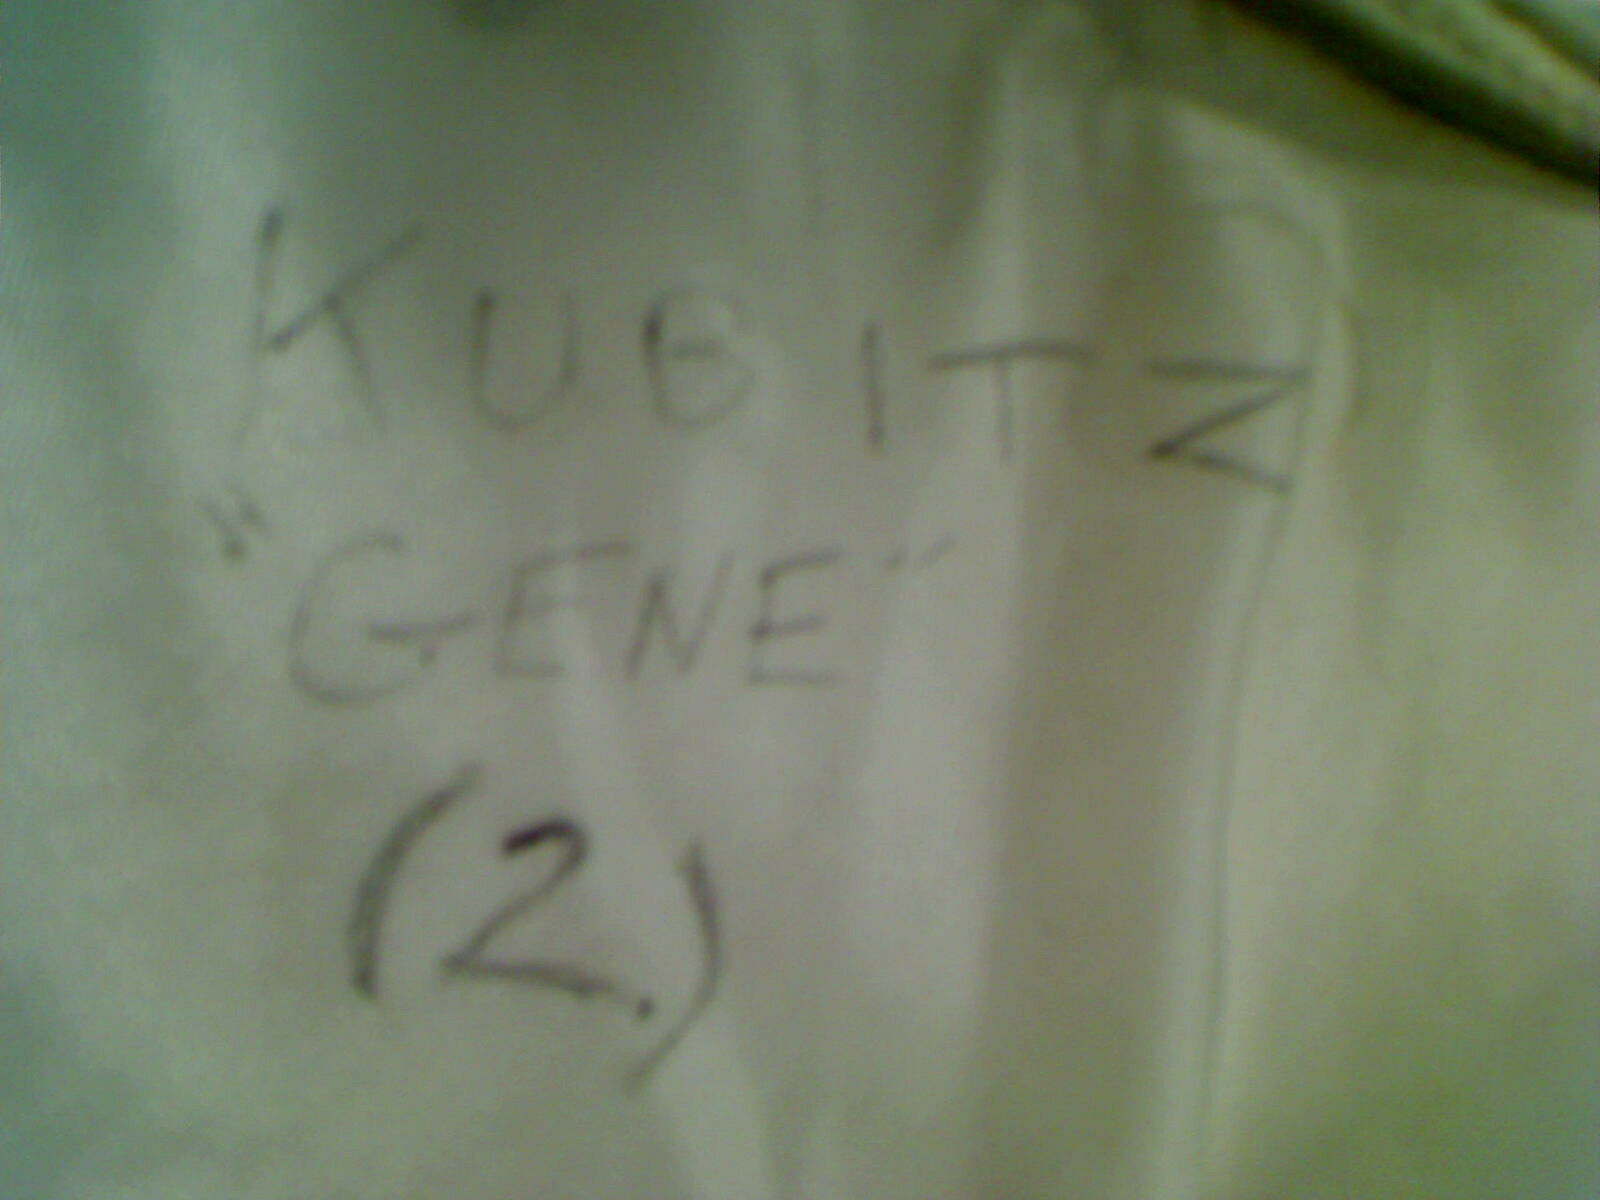 KUBITZ
"GENE"
(2.)